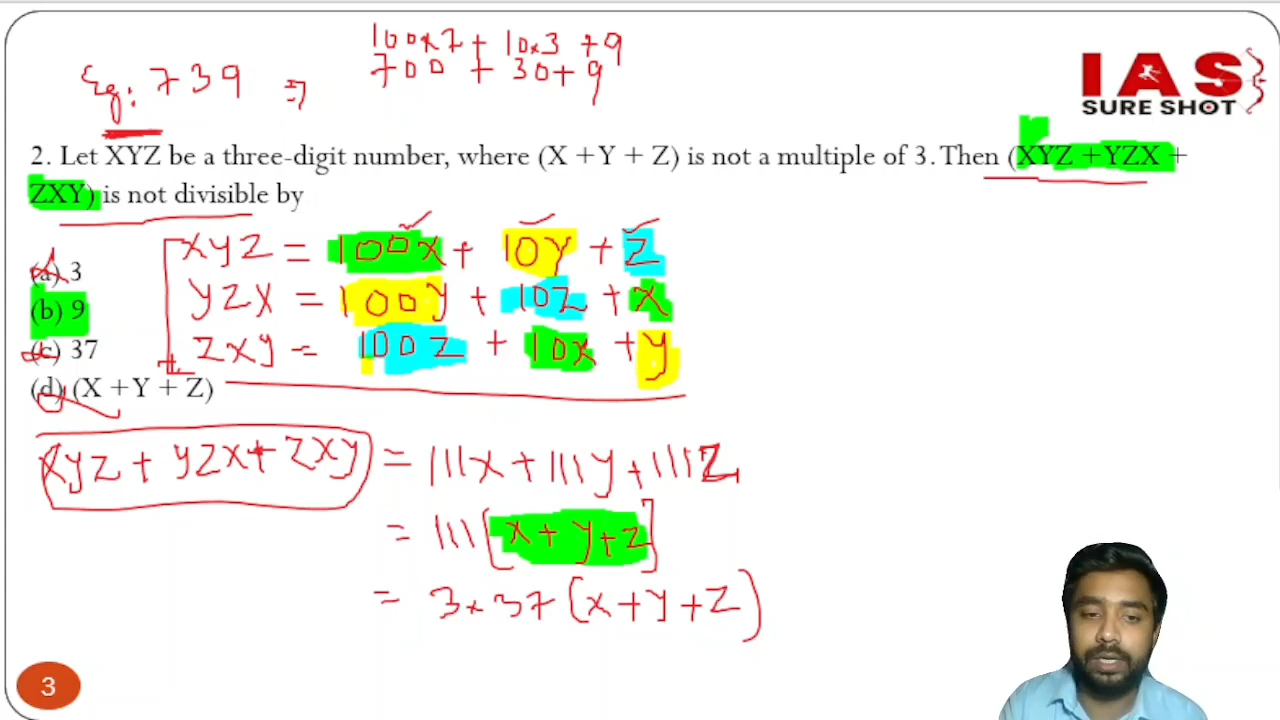 100×7 + 10×3 + 9
Eg: 739 ⇒ 700 + 30 + 9
IAS
SURE SHOT
2. Let XYZ be a three-digit number, where (X +Y + Z) is not a multiple of 3. Then (XYZ +YZX +
ZXY) is not divisible by
XYZ = 100X + 10Y + Z
(a) 3
YZX = 100Y + 10Z + X
(b) 9
ZXY = 100Z + 10X + Y
(c) 37
(d) (X +Y + Z)
XYZ + YZX + ZXY = 111X + 111Y + 111Z
= 111[X + Y + Z]
= 3×37(X+Y+Z)
3